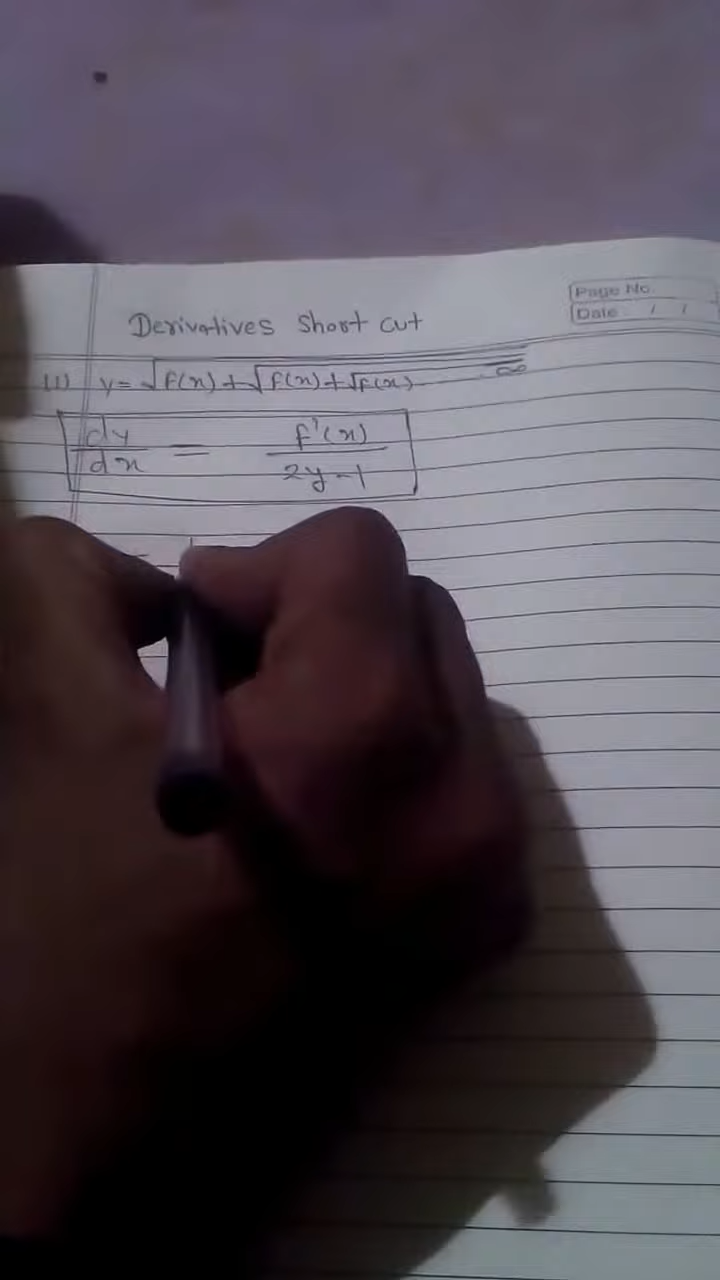 Page No.
Date / /
Derivatives Short cut
(1) y = √f(x) + √f(x) + √f(x) ∞
dy/dx = f'(x)/2y-1